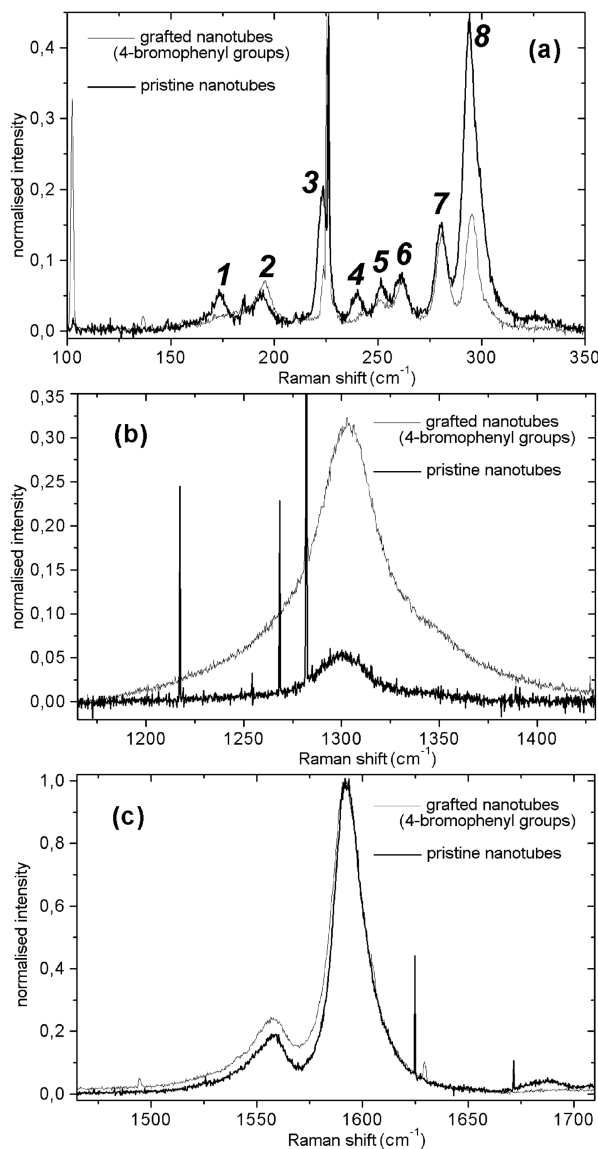 grafted nanotubes
(4-bromophenyl groups)
pristine nanotubes
(a)
normalised intensity
0,4
0,3
0,2
0,1
0,0
1
2
3
4
5
6
7
8
100
150
200
250
300
350
Raman shift (cm-1)
grafted nanotubes
(4-bromophenyl groups)
pristine nanotubes
(b)
normalised intensity
0,35
0,30
0,25
0,20
0,15
0,10
0,05
0,00
1200
1250
1300
1350
1400
Raman shift (cm-1)
grafted nanotubes
(4-bromophenyl groups)
pristine nanotubes
(c)
normalised intensity
1,0
0,8
0,6
0,4
0,2
0,0
1500
1550
1600
1650
1700
Raman shift (cm-1)